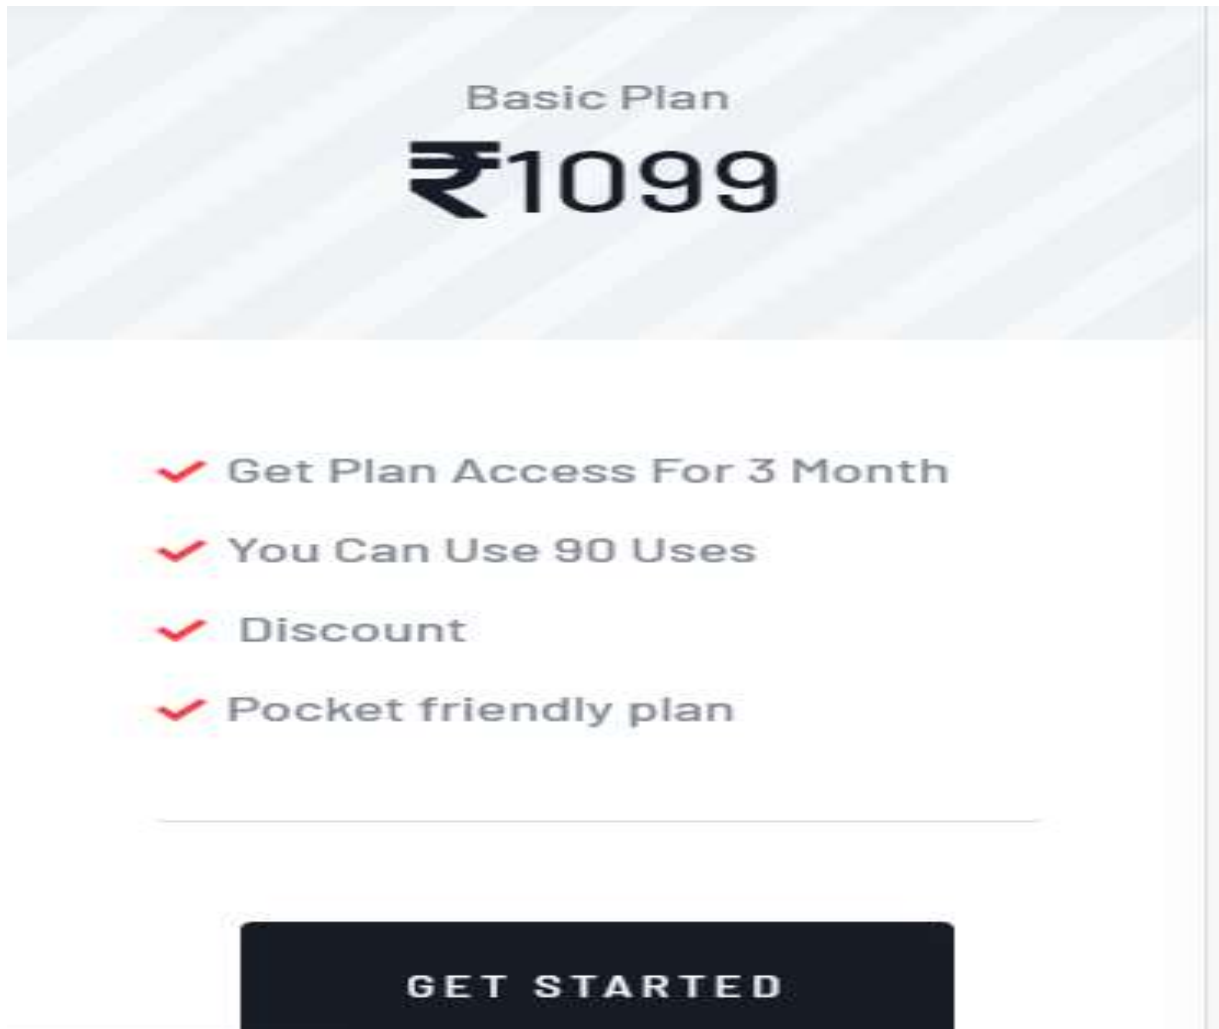 Basic Plan
₹1099
Get Plan Access For 3 Month
You Can Use 90 Uses
Discount
Pocket friendly plan
GET STARTED